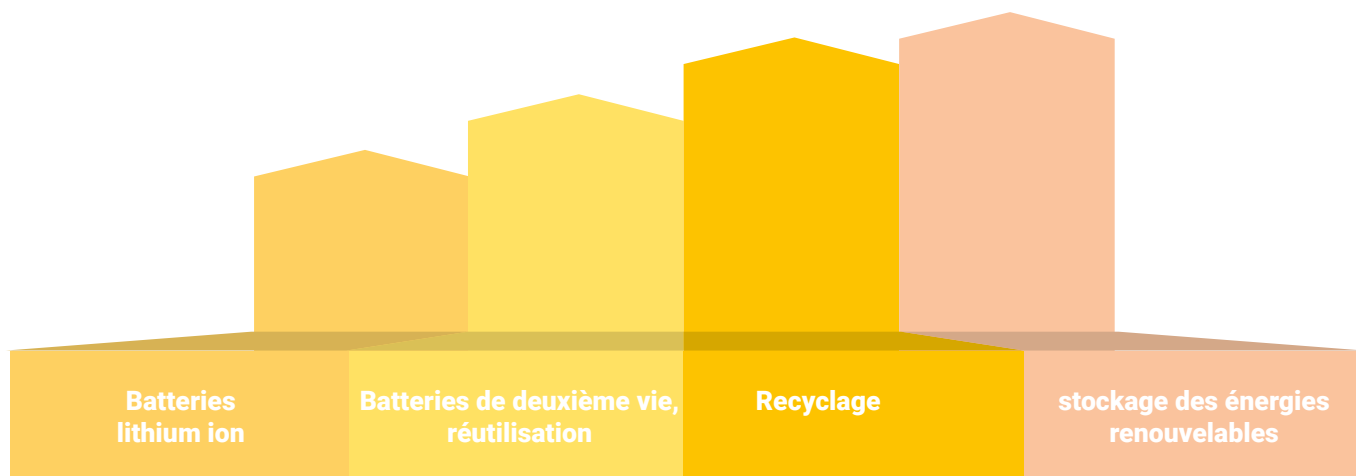 Batteries
lithium ion
Batteries de deuxième vie,
réutilisation
Recyclage
stockage des énergies
renouvelables